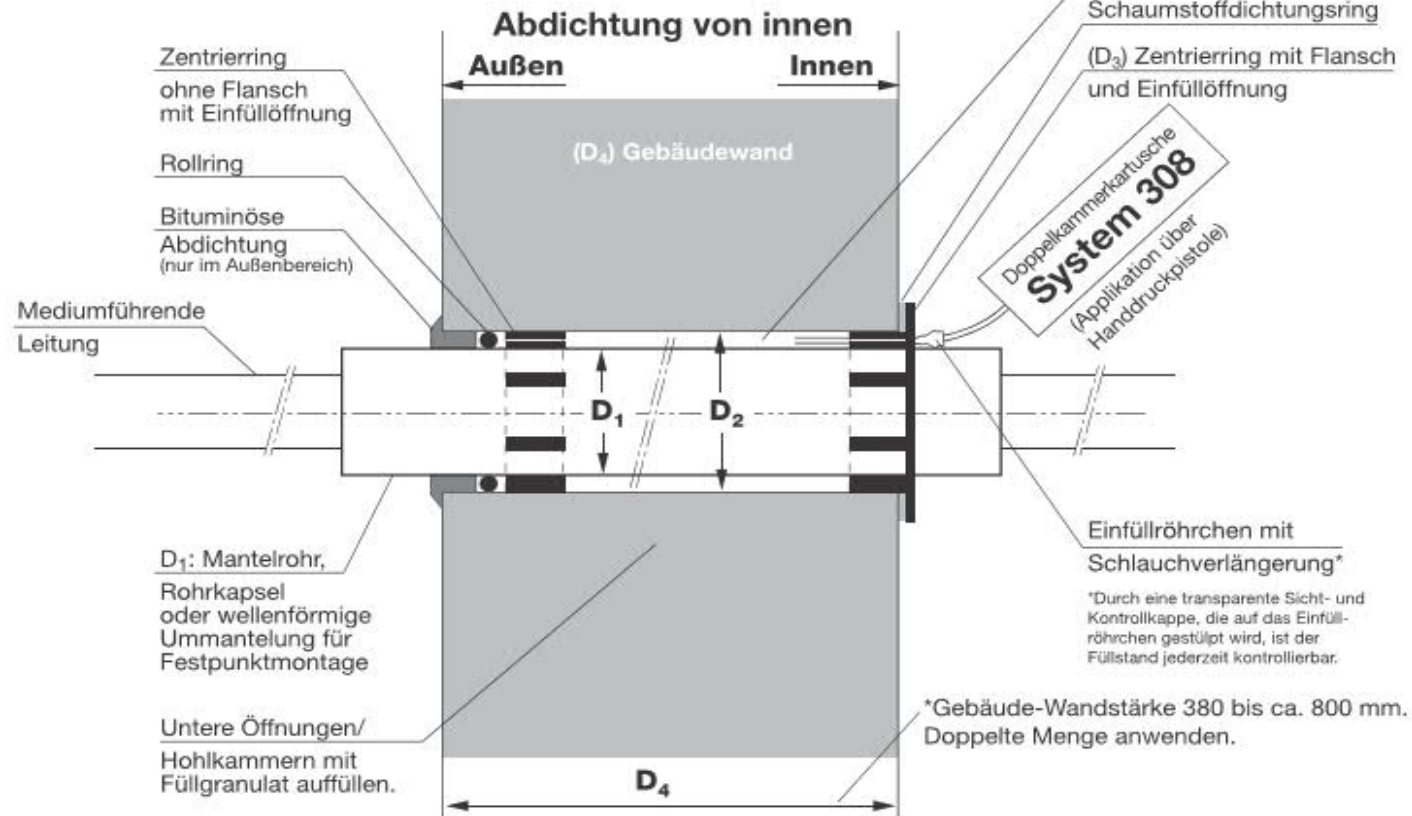 Abdichtung von innen
Außen
Innen
Zentrierring
ohne Flansch
mit Einfüllöffnung
Rollring
Bituminöse
Abdichtung
(nur im Außenbereich)
Mediumführende
Leitung
(D₄) Gebäudewand
Schaumstoffdichtungsring
(D₃) Zentrierring mit Flansch
und Einfüllöffnung
Doppelkammerkartusche
System 308
(Applikation über
Handdruckpistole)
D₁
D₂
D₁: Mantelrohr,
Rohrkapsel
oder wellenförmige
Ummantelung für
Festpunktmontage
Untere Öffnungen/
Hohlkammern mit
Füllgranulat auffüllen.
Einfüllröhrchen mit
Schlauchverlängerung*
*Durch eine transparente Sicht- und
Kontrollkappe, die auf das Einfüll-
röhrchen gestülpt wird, ist der
Füllstand jederzeit kontrollierbar.
*Gebäude-Wandstärke 380 bis ca. 800 mm.
Doppelte Menge anwenden.
D₄